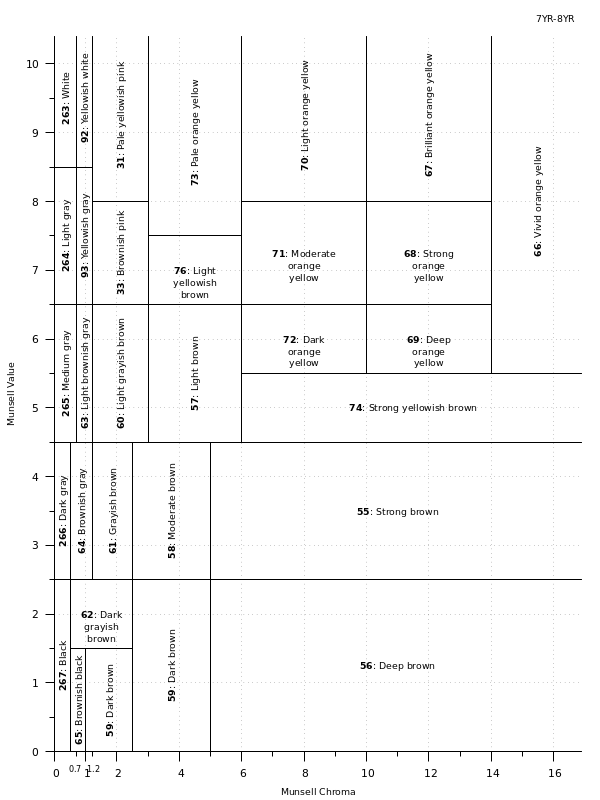 7YR-8YR
10
9
8
7
6
5
4
3
2
1
0
Munsell Value
263: White
92: Yellowish white
31: Pale yellowish pink
73: Pale orange yellow
70: Light orange yellow
67: Brilliant orange yellow
66: Vivid orange yellow
264: Light gray
93: Yellowish gray
33: Brownish pink
76: Light
yellowish
brown
71: Moderate
orange
yellow
68: Strong
orange
yellow
265: Medium gray
63: Light brownish gray
60: Light grayish brown
57: Light brown
72: Dark
orange
yellow
69: Deep
orange
yellow
74: Strong yellowish brown
266: Dark gray
64: Brownish gray
61: Grayish brown
58: Moderate brown
55: Strong brown
267: Black
62: Dark
grayish
brown
65: Brownish black
59: Dark brown
59: Dark brown
56: Deep brown
0 0.7 1 1.2 2 4 6 8 10 12 14 16
Munsell Chroma